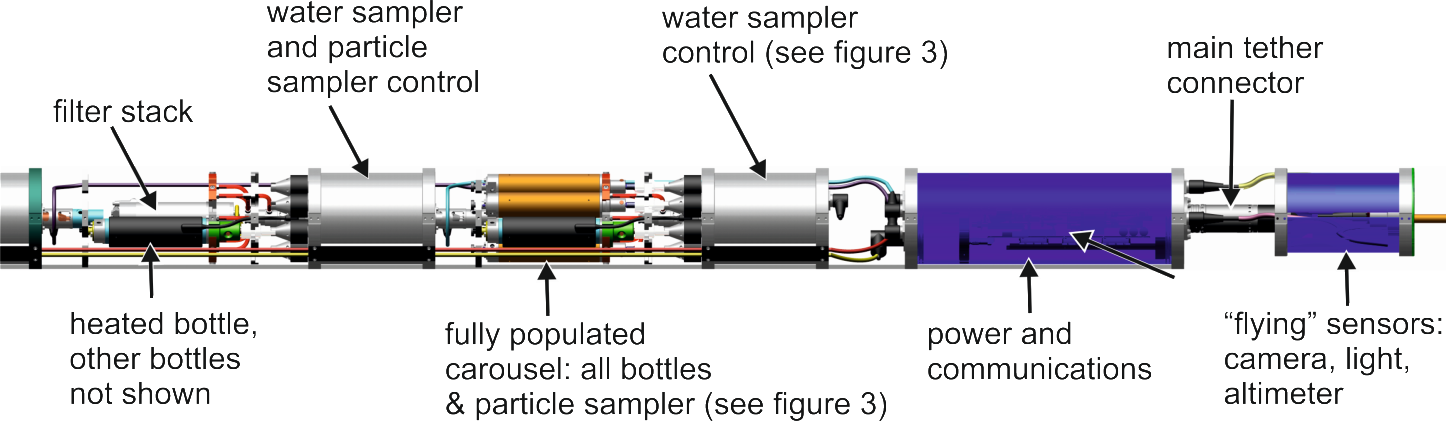 water sampler
and particle
sampler control
water sampler
control (see figure 3)
main tether
connector
filter stack
heated bottle,
other bottles
not shown
fully populated
carousel: all bottles
& particle sampler (see figure 3)
power and
communications
“flying” sensors:
camera, light,
altimeter